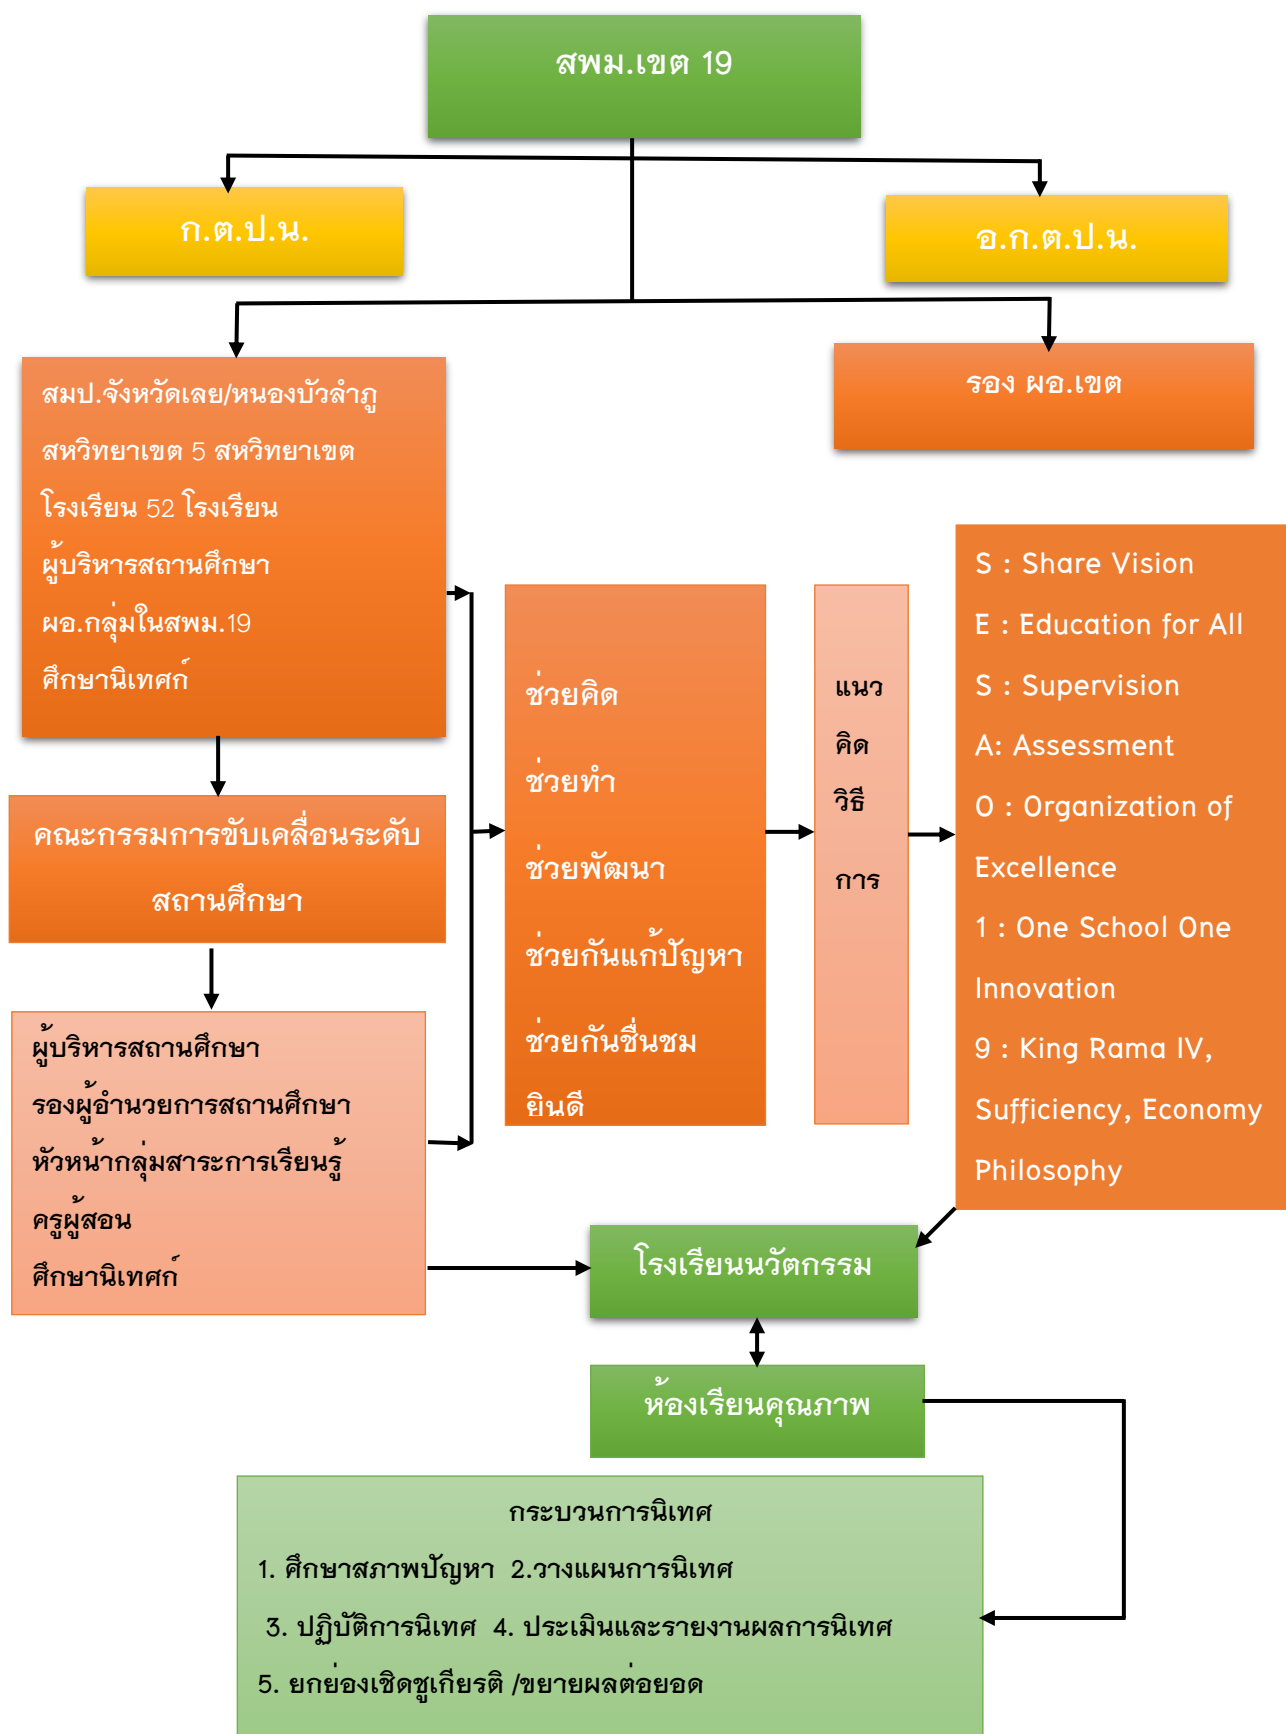 สพม.เขต 19
ก.ต.ป.น.
อ.ก.ต.ป.น.
สมป.จังหวัดเลย/หนองบัวลำภู
สหวิทยาเขต 5 สหวิทยาเขต
โรงเรียน 52 โรงเรียน
ผู้บริหารสถานศึกษา
ผอ.กลุ่มในสพม.19
ศึกษานิเทศก์
รอง ผอ.เขต
คณะกรรมการขับเคลื่อนระดับ
สถานศึกษา
ผู้บริหารสถานศึกษา
รองผู้อำนวยการสถานศึกษา
หัวหน้ากลุ่มสาระการเรียนรู้
ครูผู้สอน
ศึกษานิเทศก์
ช่วยคิด
ช่วยทำ
ช่วยพัฒนา
ช่วยกันแก้ปัญหา
ช่วยกันชื่นชม
ยินดี
แนว
คิด
วิธี
การ
S : Share Vision
E : Education for All
S : Supervision
A: Assessment
O : Organization of
Excellence
1 : One School One
Innovation
9 : King Rama IV,
Sufficiency, Economy
Philosophy
โรงเรียนนวัตกรรม
ห้องเรียนคุณภาพ
กระบวนการนิเทศ
1. ศึกษาสภาพปัญหา 2.วางแผนการนิเทศ
3. ปฏิบัติการนิเทศ 4. ประเมินและรายงานผลการนิเทศ
5. ยกย่องเชิดชูเกียรติ /ขยายผลต่อยอด